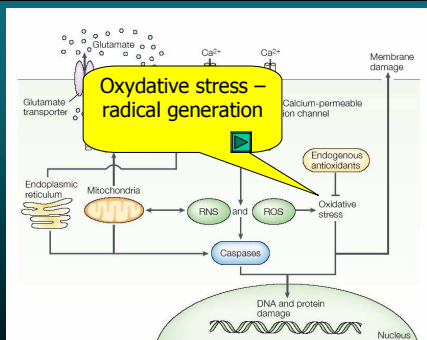 Glutamate
Ca2+
Ca2+
Membrane
damage
Oxydative stress –
radical generation
Glutamate
transporter
Calcium-permeable
ion channel
Endogenous
antioxidants
Endoplasmic
reticulum
Mitochondria
RNS and ROS
Oxidative
stress
Caspases
DNA and protein
damage
Nucleus